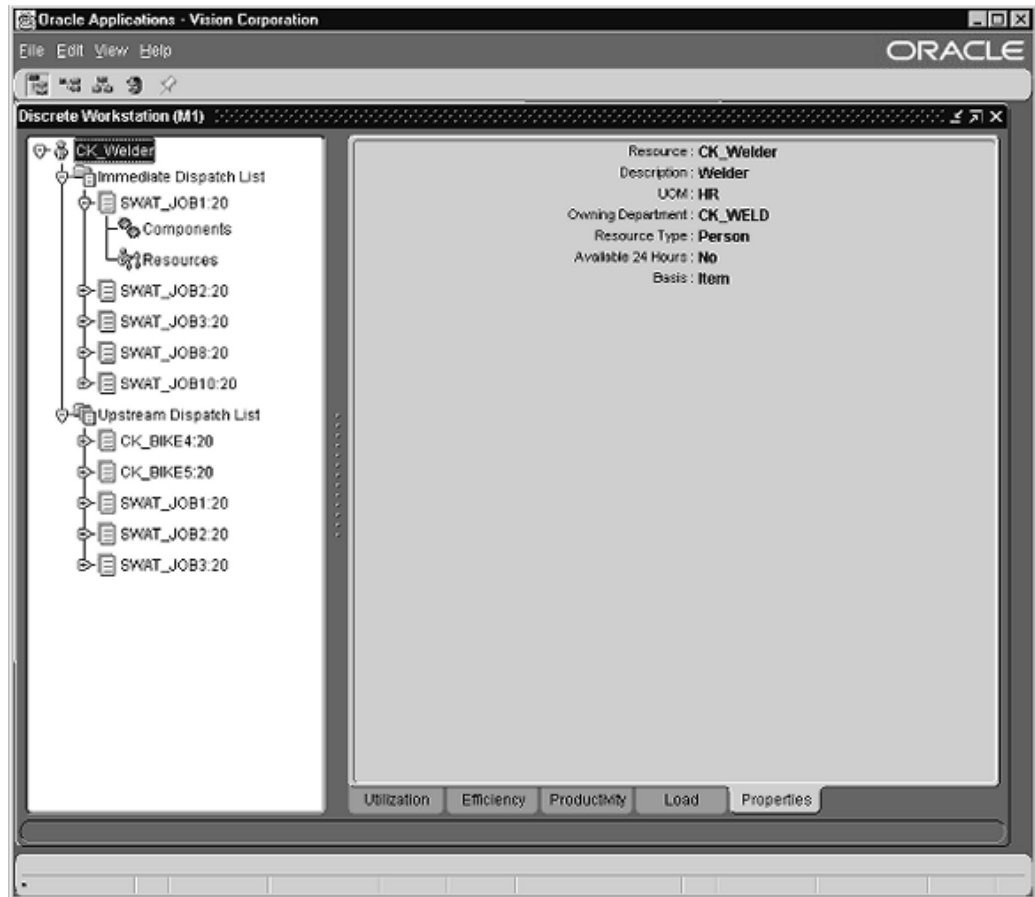 Oracle Applications - Vision Corporation
File Edit View Help
ORACLE
Discrete Workstation (M1)
CK_Welder
Immediate Dispatch List
SWAT_JOB1:20
Components
Resources
SWAT_JOB2:20
SWAT_JOB3:20
SWAT_JOB8:20
SWAT_JOB10:20
Upstream Dispatch List
CK_BIKE4:20
CK_BIKE5:20
SWAT_JOB1:20
SWAT_JOB2:20
SWAT_JOB3:20
Resource : CK_Welder
Description : Welder
UOM : HR
Owning Department : CK_WELD
Resource Type : Person
Available 24 Hours : No
Basis : Item
Utilization Efficiency Productivity Load Properties